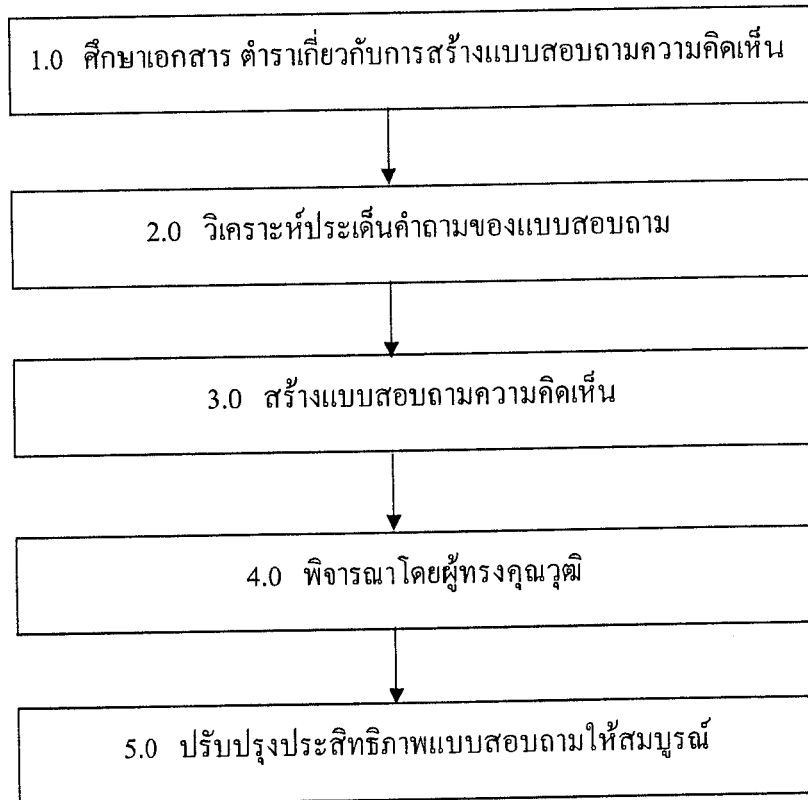 1.0 ศึกษาเอกสาร ตำราเกี่ยวกับการสร้างแบบสอบถามความคิดเห็น
2.0 วิเคราะห์ประเด็นคำถามของแบบสอบถาม
3.0 สร้างแบบสอบถามความคิดเห็น
4.0 พิจารณาโดยผู้ทรงคุณวุฒิ
5.0 ปรับปรุงประสิทธิภาพแบบสอบถามให้สมบูรณ์